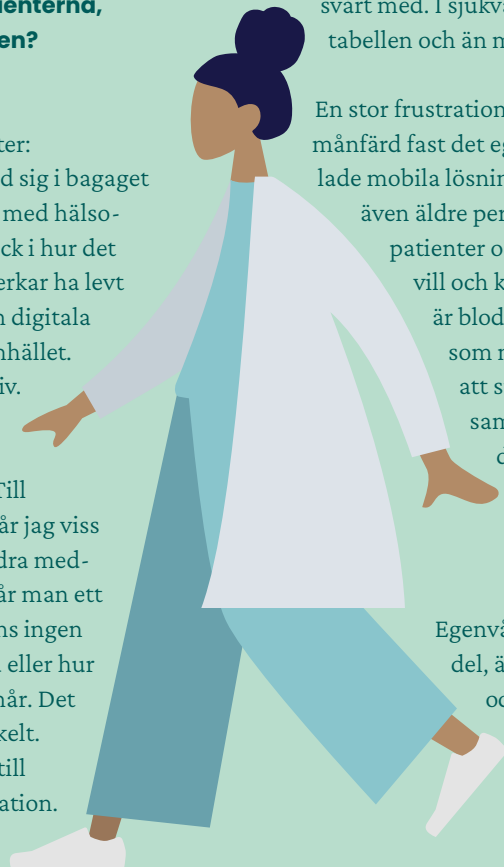 enterna,
en?
ter:
d sig i bagaget
med hälso-
ck i hur det
erkar ha levt
n digitala
nhället.
iv.
Till
år jag viss
dra med-
år man ett
ns ingen
eller hur
når. Det
kelt.
till
ation.
svårt med. I sjukvå
tabellen och än m
En stor frustration
månfärd fast det eg
lade mobila lösnin
även äldre per
patienter o
vill och k
är blod
som r
att s
sam
d
Egenvå
del, ä
oc